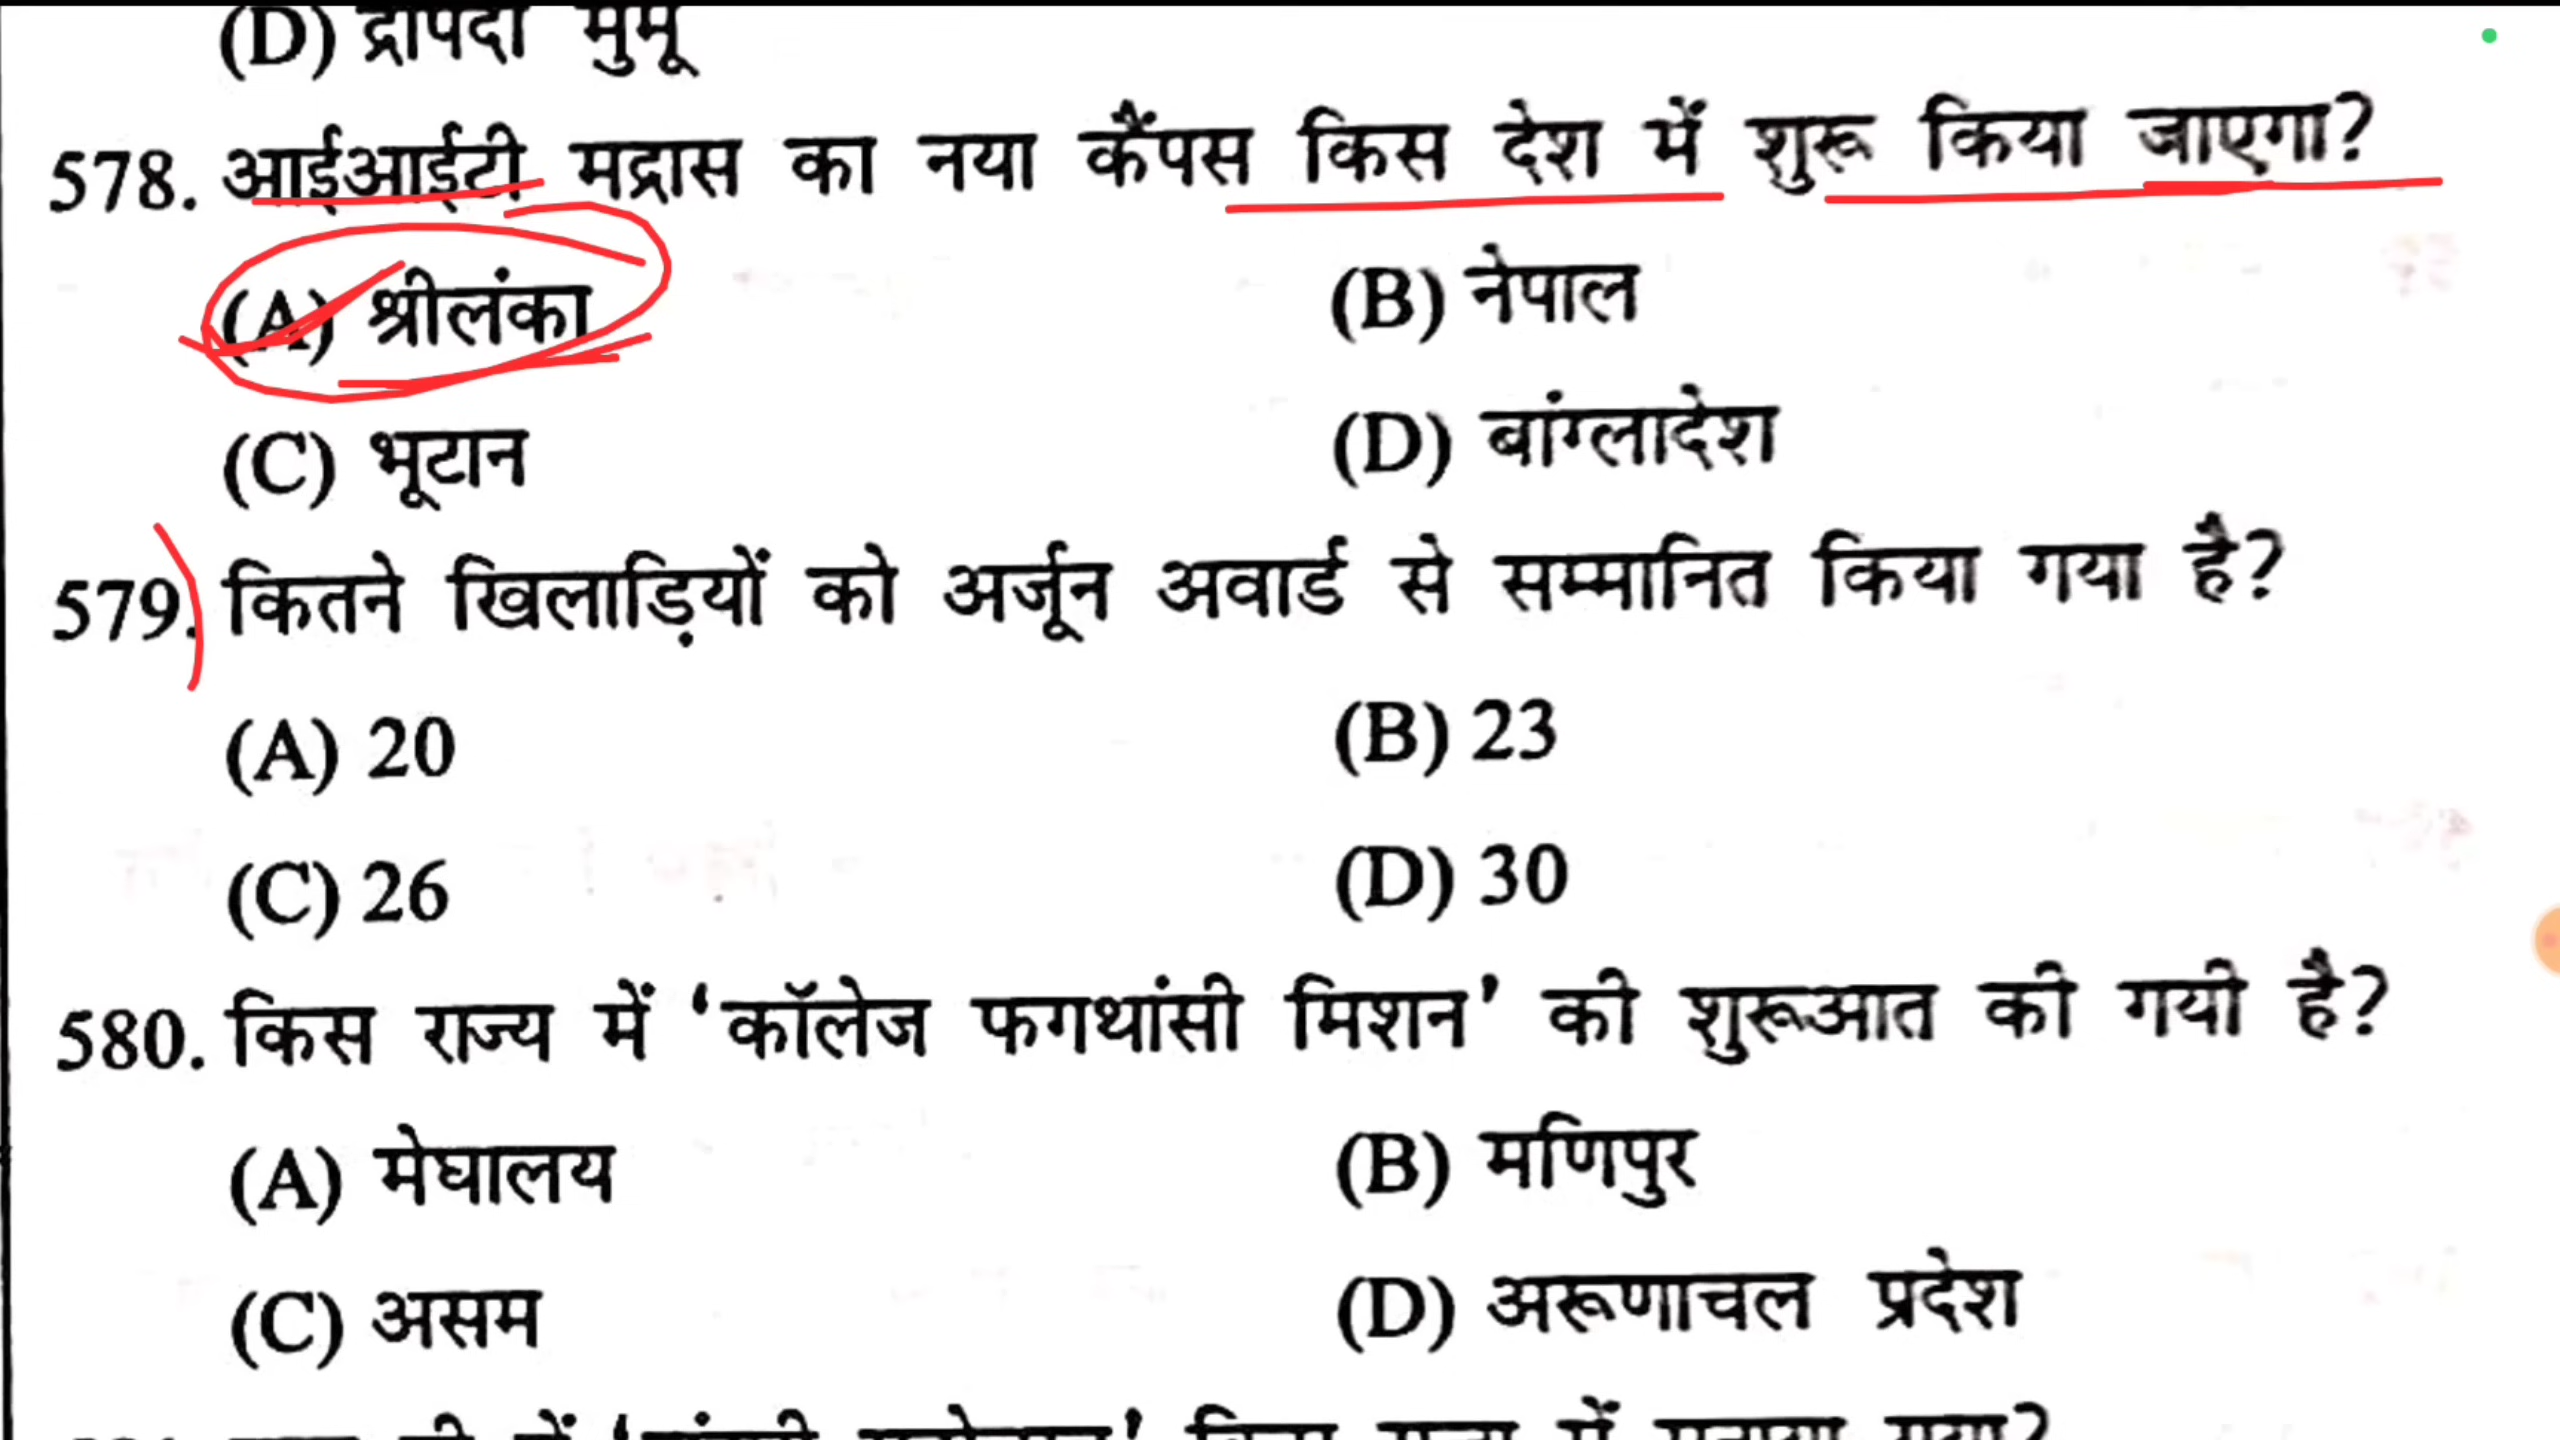 (D) द्रौपदी मुर्मू
578. आईआईटी मद्रास का नया कैंपस किस देश में शुरू किया जाएगा?
(A) श्रीलंका (B) नेपाल
(C) भूटान (D) बांग्लादेश
579. कितने खिलाड़ियों को अर्जून अवार्ड से सम्मानित किया गया है?
(A) 20 (B) 23
(C) 26 (D) 30
580. किस राज्य में ‘कॉलेज फगथांसी मिशन’ की शुरूआत की गयी है?
(A) मेघालय (B) मणिपुर
(C) असम (D) अरूणाचल प्रदेश